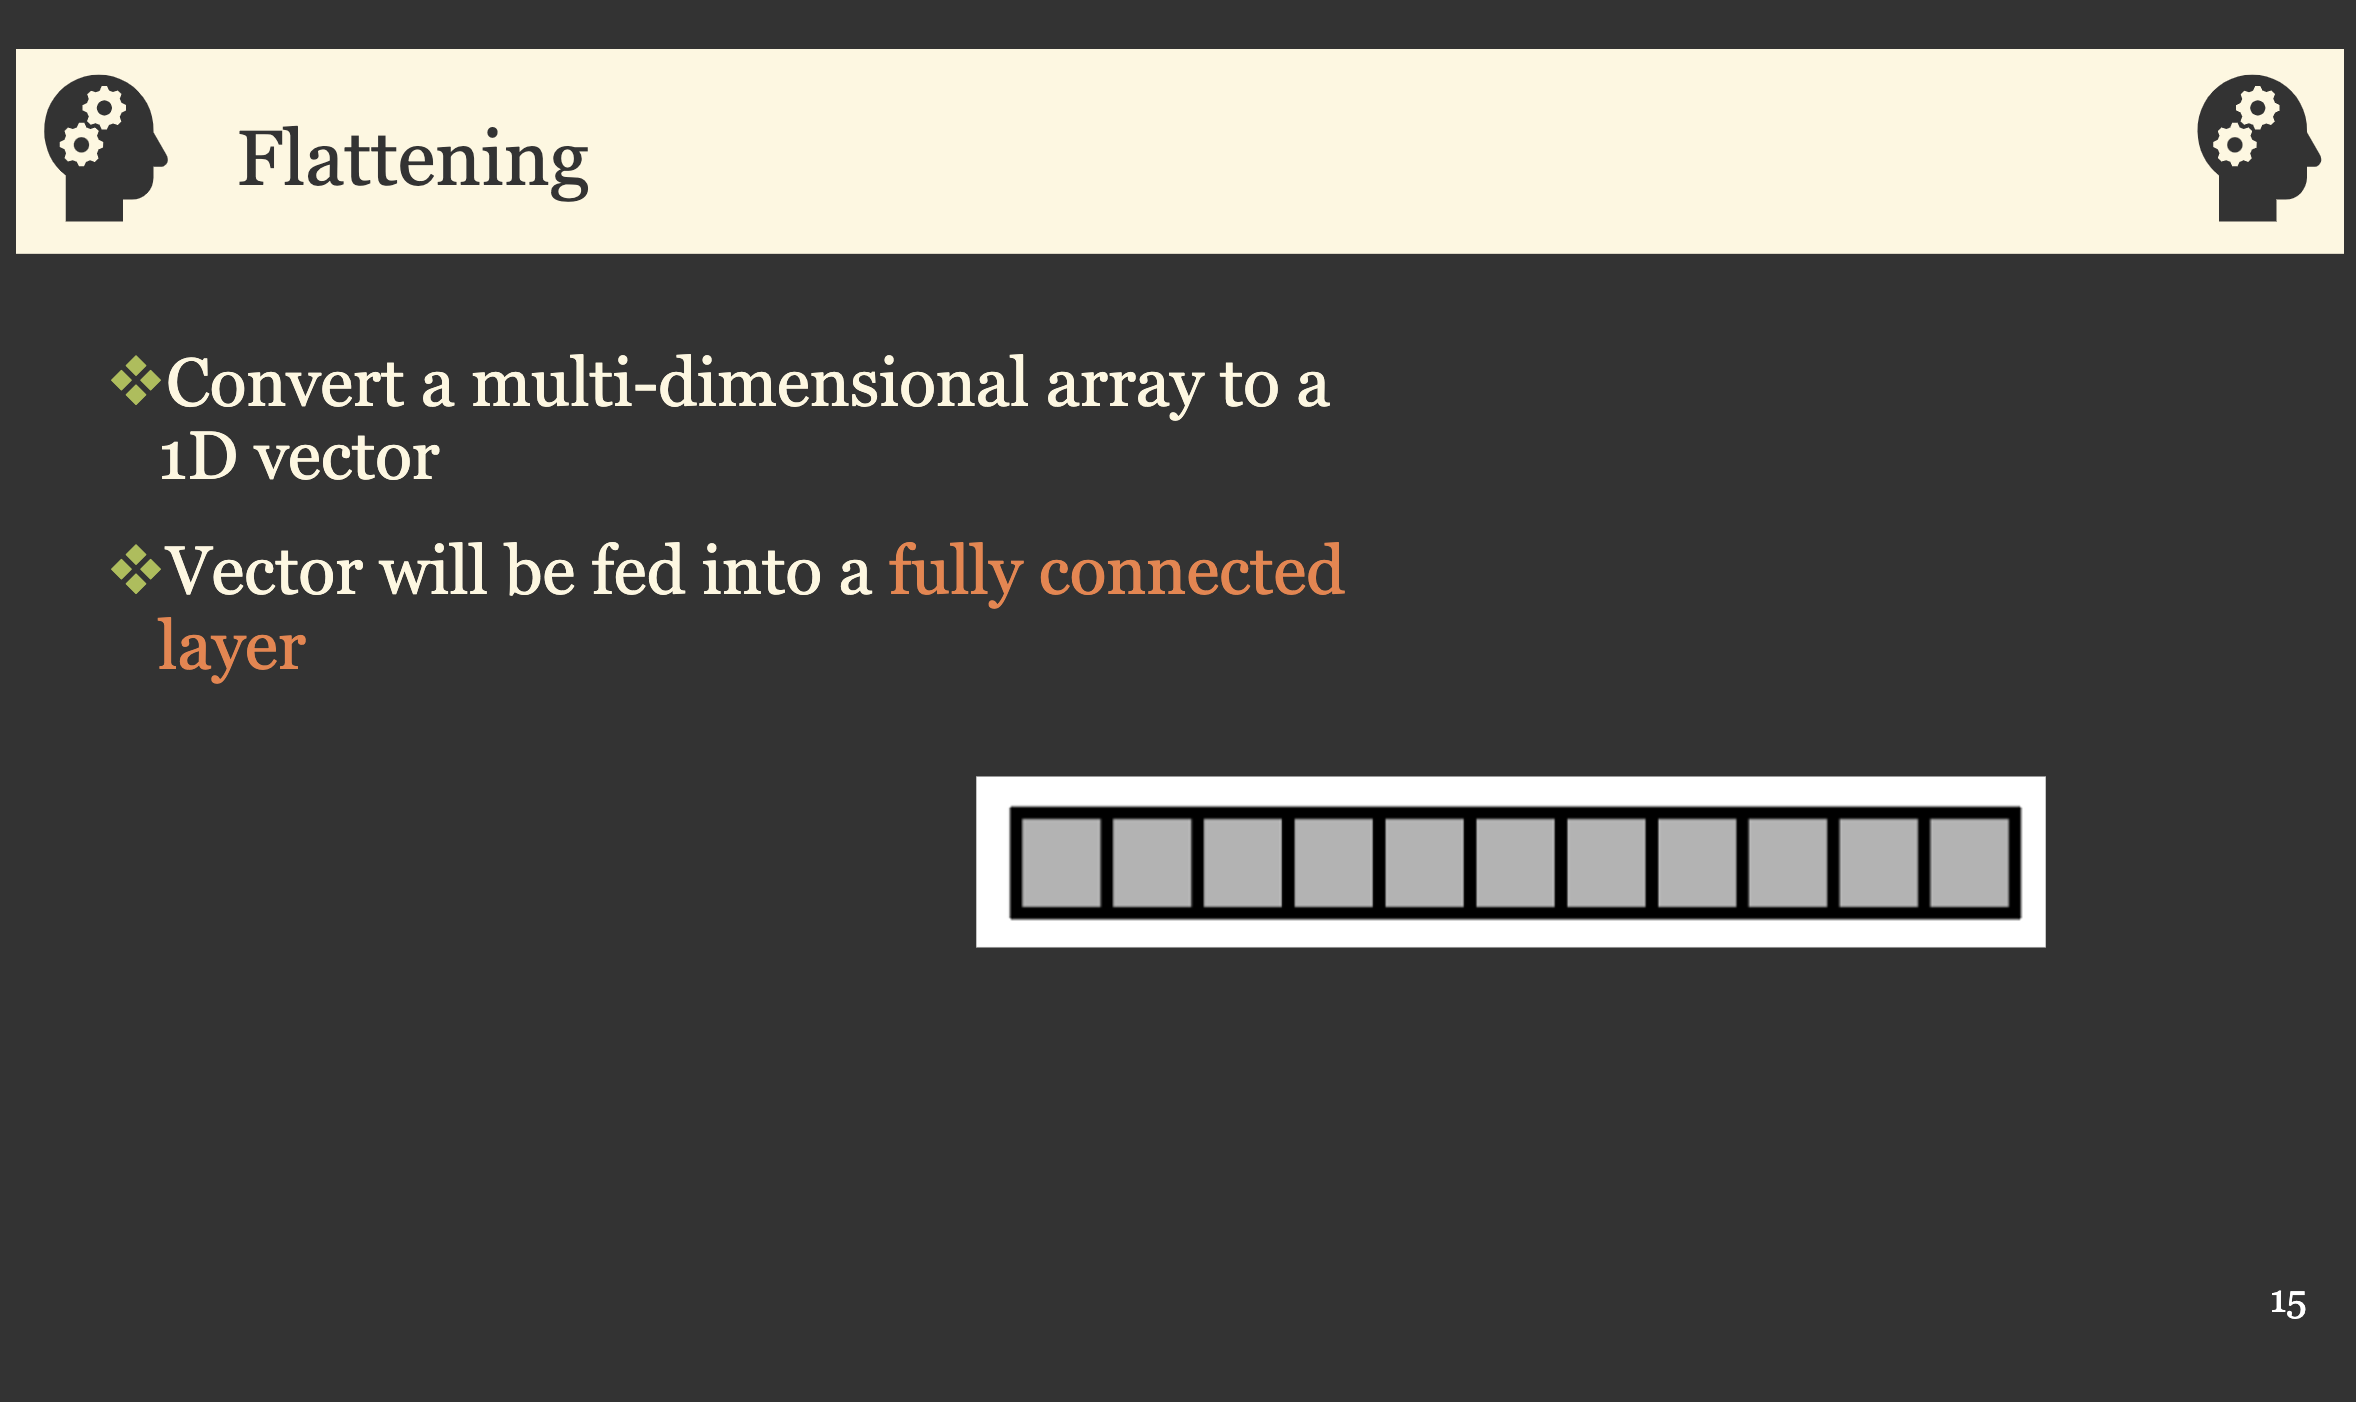 Flattening
❖Convert a multi-dimensional array to a
1D vector
❖Vector will be fed into a fully connected
layer
15